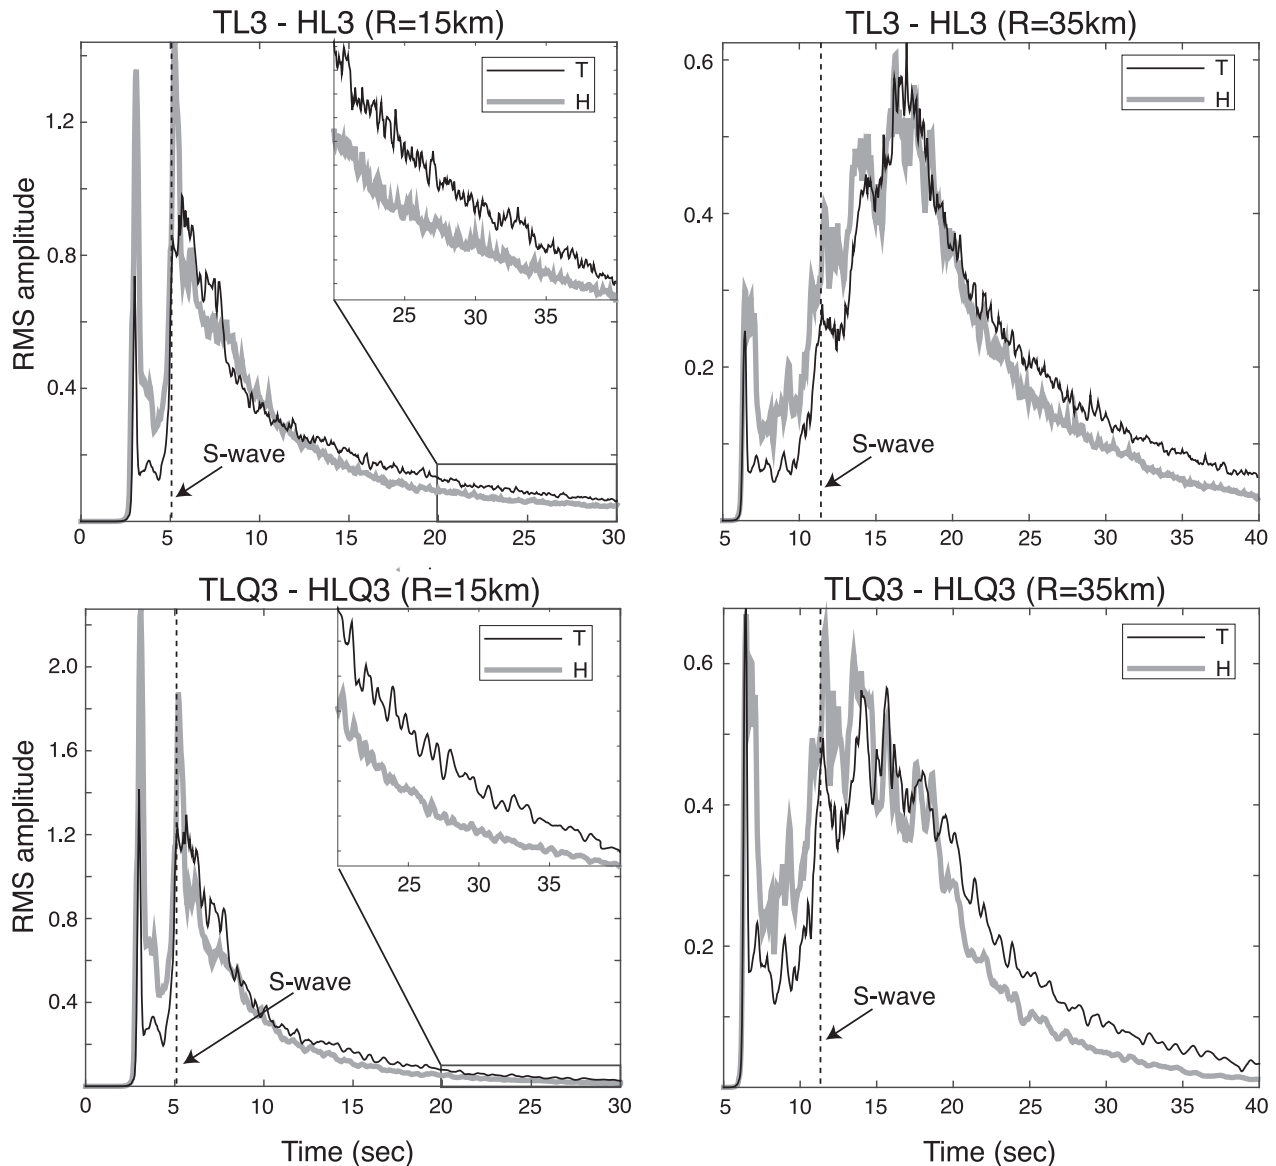 TL3 - HL3 (R=15km)
T
H
1.2
0.8
0.4
RMS amplitude
25 30 35
S-wave
0 5 10 15 20 25 30
TL3 - HL3 (R=35km)
T
H
0.6
0.4
0.2
S-wave
5 10 15 20 25 30 35 40
TLQ3 - HLQ3 (R=15km)
T
H
2.0
1.6
1.2
0.8
0.4
RMS amplitude
25 30 35
S-wave
0 5 10 15 20 25 30
Time (sec)
TLQ3 - HLQ3 (R=35km)
T
H
0.6
0.4
0.2
S-wave
5 10 15 20 25 30 35 40
Time (sec)